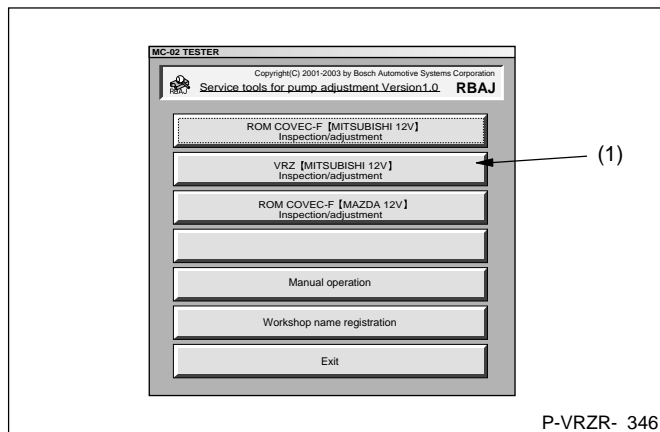 MC-02 TESTER
Copyright(C) 2001-2003 by Bosch Automotive Systems Corporation
RBAJ
Service tools for pump adjustment Version1.0
RBAJ
ROM COVEC-F【MITSUBISHI 12V】
Inspection/adjustment
VRZ【MITSUBISHI 12V】
Inspection/adjustment
(1)
ROM COVEC-F【MAZDA 12V】
Inspection/adjustment
Manual operation
Workshop name registration
Exit
P-VRZR- 346